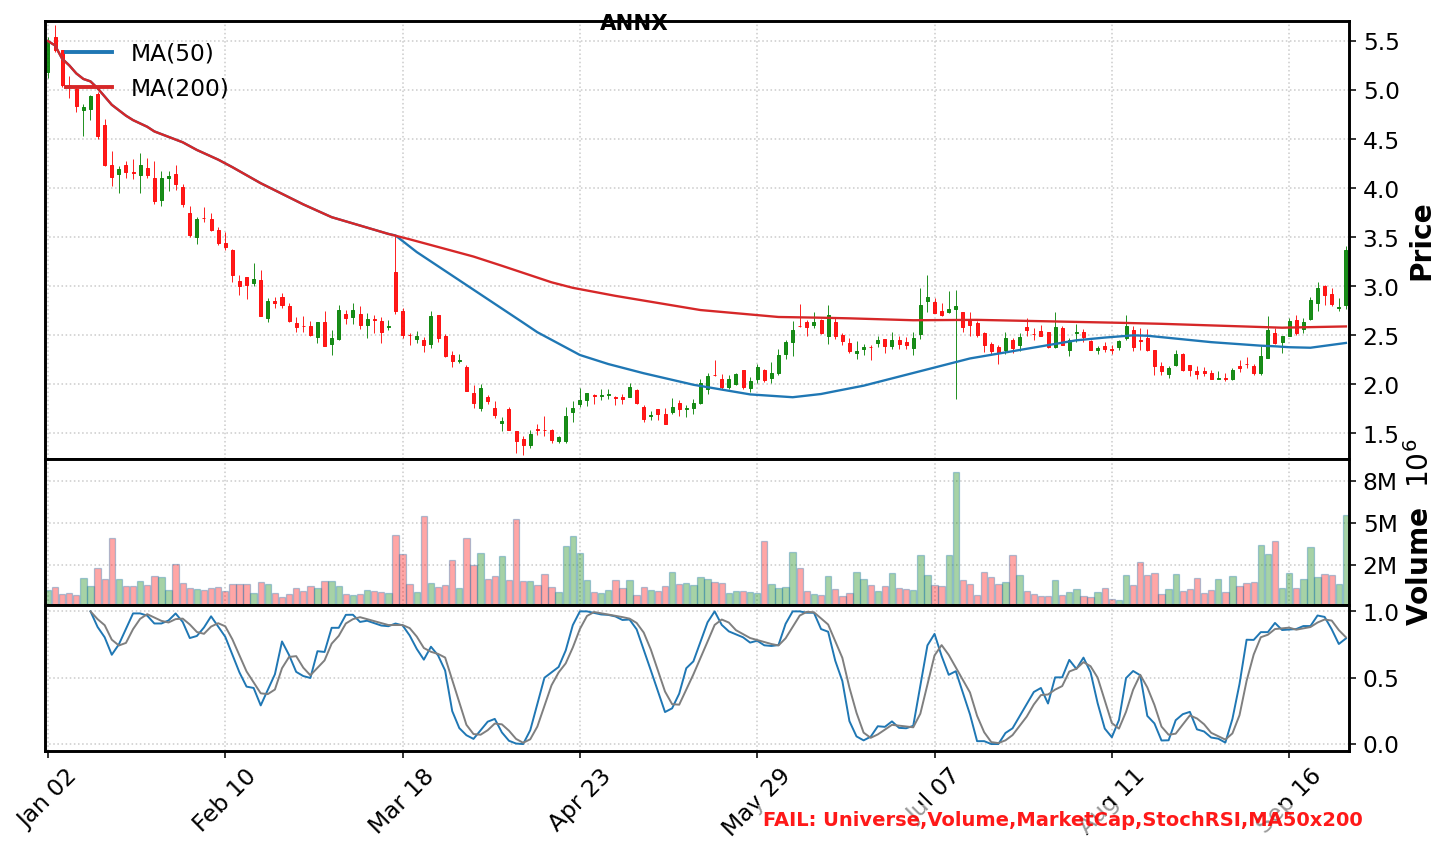 ANNX
MA(50)
MA(200)
5.5
5.0
4.5
4.0
3.5
3.0
2.5
2.0
1.5
Price
8M
5M
2M
Volume 10^6
1.0
0.5
0.0
Jan 02
Feb 10
Mar 18
Apr 23
May 29
Jul 07
Aug 11
Sep 16
FAIL: Universe,Volume,MarketCap,StochRSI,MA50x200